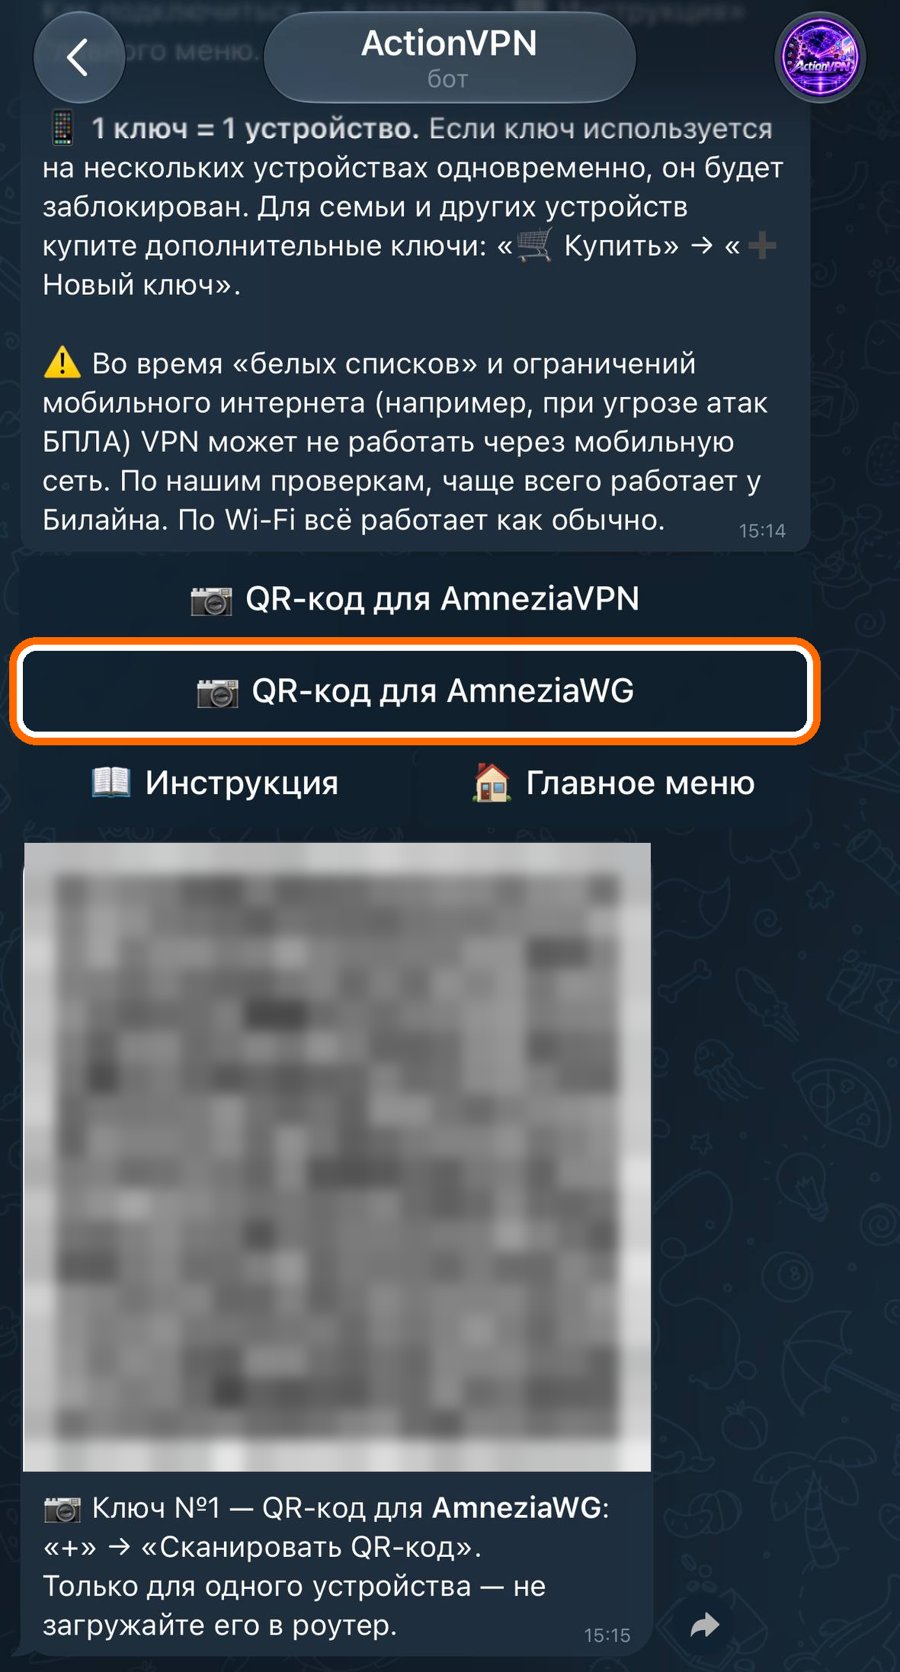 ActionVPN
бот
ного меню.
ActionVPN
1 ключ = 1 устройство. Если ключ используется
на нескольких устройствах одновременно, он будет
заблокирован. Для семьи и других устройств
купите дополнительные ключи: «🛒 Купить» → «➕
Новый ключ».
⚠️ Во время «белых списков» и ограничений
мобильного интернета (например, при угрозе атак
БПЛА) VPN может не работать через мобильную
сеть. По нашим проверкам, чаще всего работает у
Билайна. По Wi-Fi всё работает как обычно.
15:14
QR-код для AmneziaVPN
QR-код для AmneziaWG
Инструкция
Главное меню
Ключ №1 — QR-код для AmneziaWG:
«+» → «Сканировать QR-код».
Только для одного устройства — не
загружайте его в роутер.
15:15